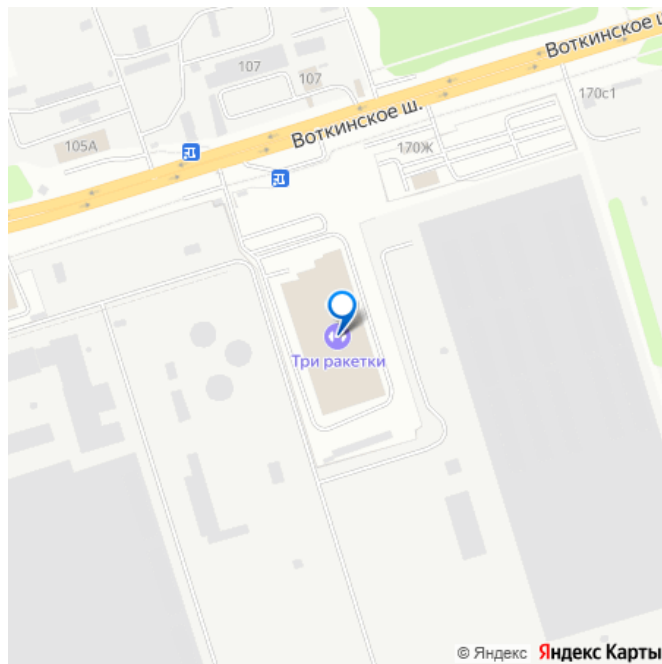 Воткинское ш
107
107
170с1
Воткинское ш.
105А
170Ж
Три ракетки
© Яндекс Яндекс Карты